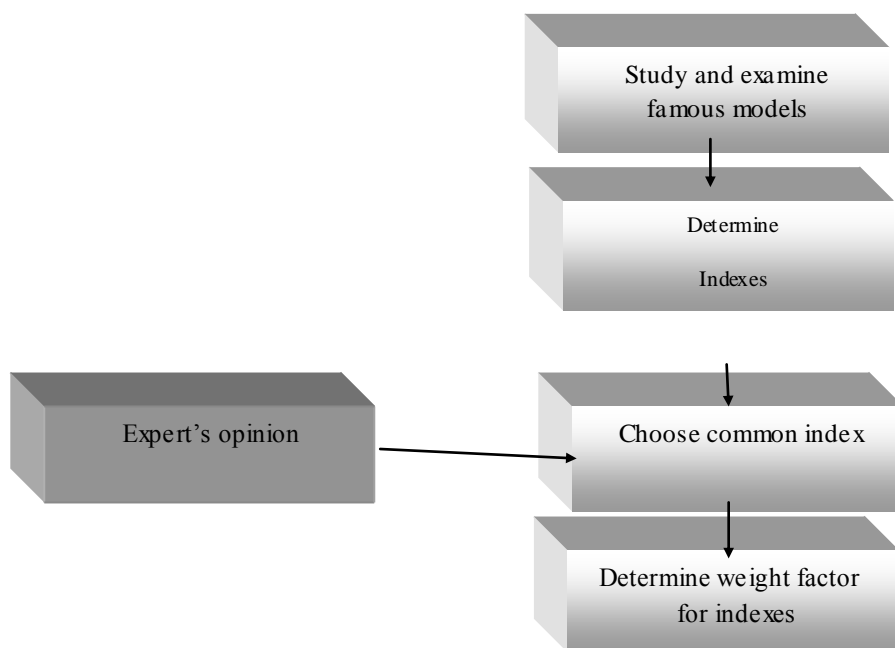 Study and examine
famous models
Determine
Indexes
Expert’s opinion
Choose common index
Determine weight factor
for indexes